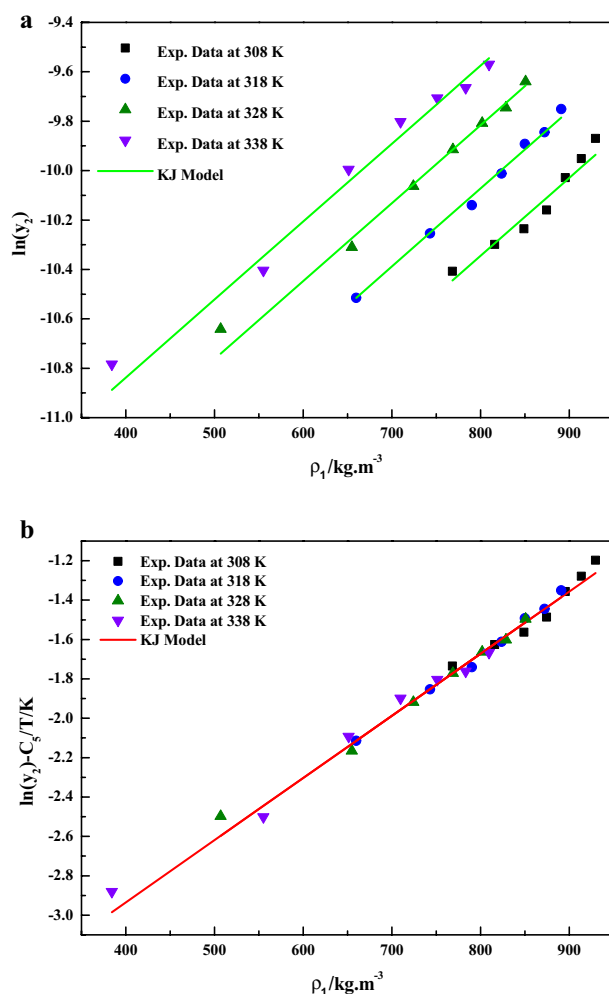 a
-9.4
-9.6
-9.8
-10.0
-10.2
-10.4
-10.6
-10.8
-11.0
ln(y2)
Exp. Data at 308 K
Exp. Data at 318 K
Exp. Data at 328 K
Exp. Data at 338 K
KJ Model
400 500 600 700 800 900
ρ1/kg.m-3
b
-1.2
-1.4
-1.6
-1.8
-2.0
-2.2
-2.4
-2.6
-2.8
-3.0
ln(y2)-C5/T/K
Exp. Data at 308 K
Exp. Data at 318 K
Exp. Data at 328 K
Exp. Data at 338 K
KJ Model
400 500 600 700 800 900
ρ1/kg.m-3